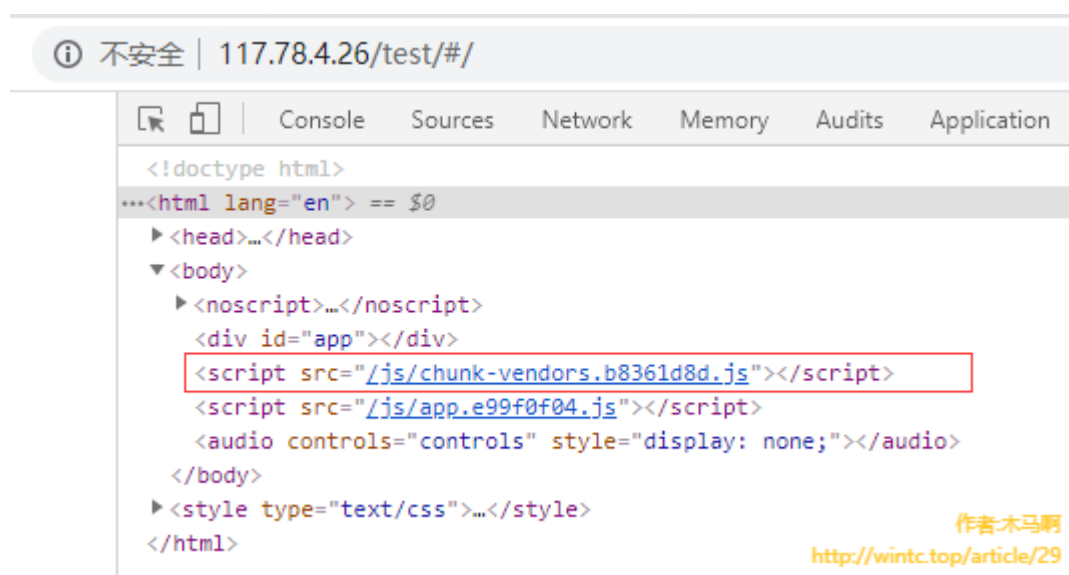 不安全 | 117.78.4.26/test/#/
Console Sources Network Memory Audits Application
<!doctype html>
…<html lang="en"> == $0
<head>…</head>
<body>
<noscript>…</noscript>
<div id="app"></div>
<script src="/js/chunk-vendors.b8361d8d.js"></script>
<script src="/js/app.e99f0f04.js"></script>
<audio controls="controls" style="display: none;"></audio>
</body>
<style type="text/css">…</style>
</html>
作者:木马啊
http://wintc.top/article/29